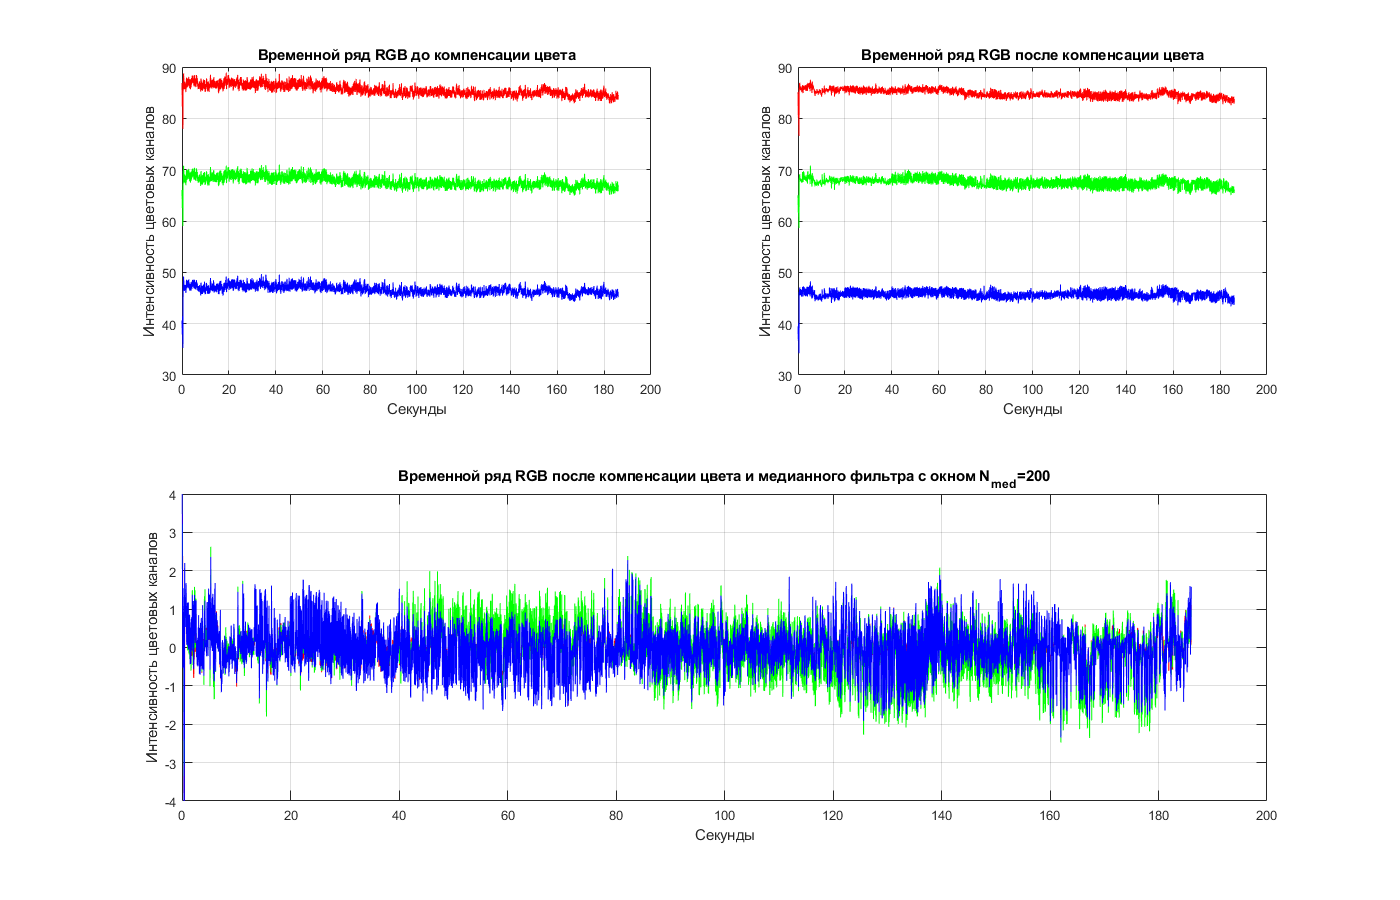 Временной ряд RGB до компенсации цвета
Интенсивность цветовых каналов
90
80
70
60
50
40
30
0 20 40 60 80 100 120 140 160 180 200
Секунды
Временной ряд RGB после компенсации цвета
Интенсивность цветовых каналов
90
80
70
60
50
40
30
0 20 40 60 80 100 120 140 160 180 200
Секунды
Временной ряд RGB после компенсации цвета и медианного фильтра с окном N_med=200
Интенсивность цветовых каналов
4
3
2
1
0
-1
-2
-3
-4
0 20 40 60 80 100 120 140 160 180 200
Секунды